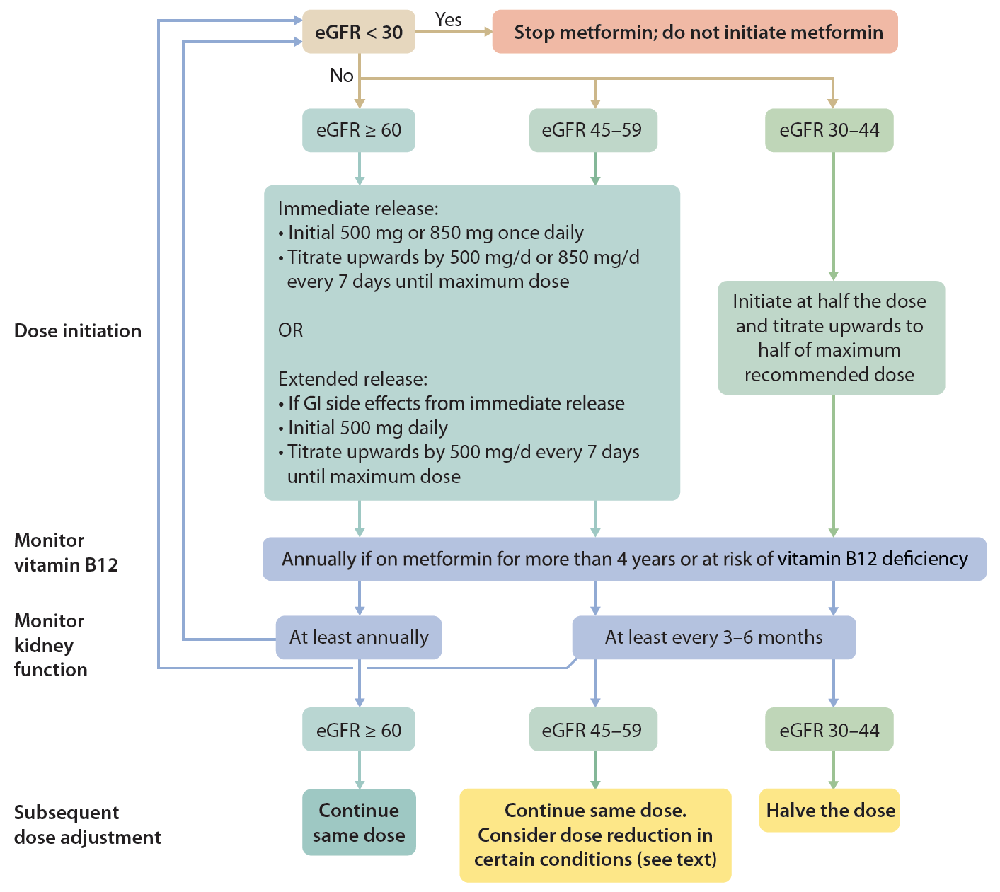 eGFR < 30
Yes
Stop metformin; do not initiate metformin
No
eGFR ≥ 60
eGFR 45–59
eGFR 30–44
Dose initiation
Immediate release:
• Initial 500 mg or 850 mg once daily
• Titrate upwards by 500 mg/d or 850 mg/d
every 7 days until maximum dose
OR
Extended release:
• If GI side effects from immediate release
• Initial 500 mg daily
• Titrate upwards by 500 mg/d every 7 days
until maximum dose
Initiate at half the dose
and titrate upwards to
half of maximum
recommended dose
Monitor
vitamin B12
Annually if on metformin for more than 4 years or at risk of vitamin B12 deficiency
Monitor
kidney
function
At least annually
At least every 3–6 months
eGFR ≥ 60
eGFR 45–59
eGFR 30–44
Subsequent
dose adjustment
Continue
same dose
Continue same dose.
Consider dose reduction in
certain conditions (see text)
Halve the dose